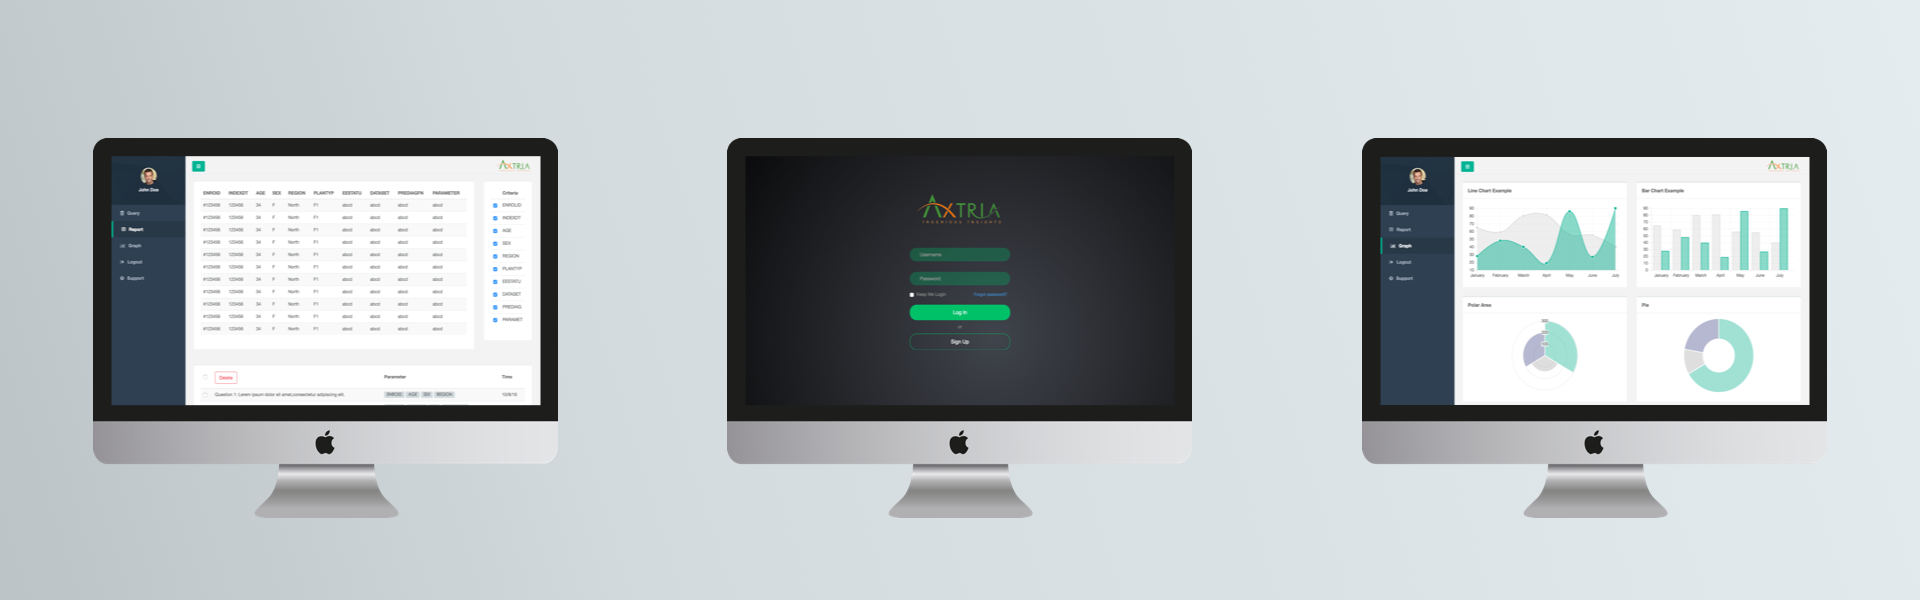 AXTRIA
John Doe
Query
Report
Graph
Logout
Support
ENROID INDEXDT AGE SEX REGION PLANTYP EESTATU DATASET PREDIAGPN PARAMETER
#123456 123456 34 F North P1 abcd abcd abcd abcd
#123456 123456 34 F North P1 abcd abcd abcd abcd
#123456 123456 34 F North P1 abcd abcd abcd abcd
#123456 123456 34 F North P1 abcd abcd abcd abcd
#123456 123456 34 F North P1 abcd abcd abcd abcd
#123456 123456 34 F North P1 abcd abcd abcd abcd
#123456 123456 34 F North P1 abcd abcd abcd abcd
#123456 123456 34 F North P1 abcd abcd abcd abcd
#123456 123456 34 F North P1 abcd abcd abcd abcd
#123456 123456 34 F North P1 abcd abcd abcd abcd
#123456 123456 34 F North P1 abcd abcd abcd abcd
Criteria
ENROLID
INDEXDT
AGE
SEX
REGION
PLANTYP
EESTATU
DATASET
PREDIAG
PARAMET
Delete Parameter Time
Question 1: Lorem ipsum dolor sit amet,consectetur adipiscing elit. ENROID AGE SEX REGION 10/8/16
AXTRIA
INGENIOUS INSIGHTS
Username
Password
Keep Me Login Forgot password?
Log In
or
Sign Up
AXTRIA
John Doe
Query
Report
Graph
Logout
Support
Line Chart Example
90
80
70
60
50
40
30
20
10
January February March April May June July
Bar Chart Example
90
80
70
60
50
40
30
20
10
0
January February March April May June July
Polar Area
300
200
100
Pie